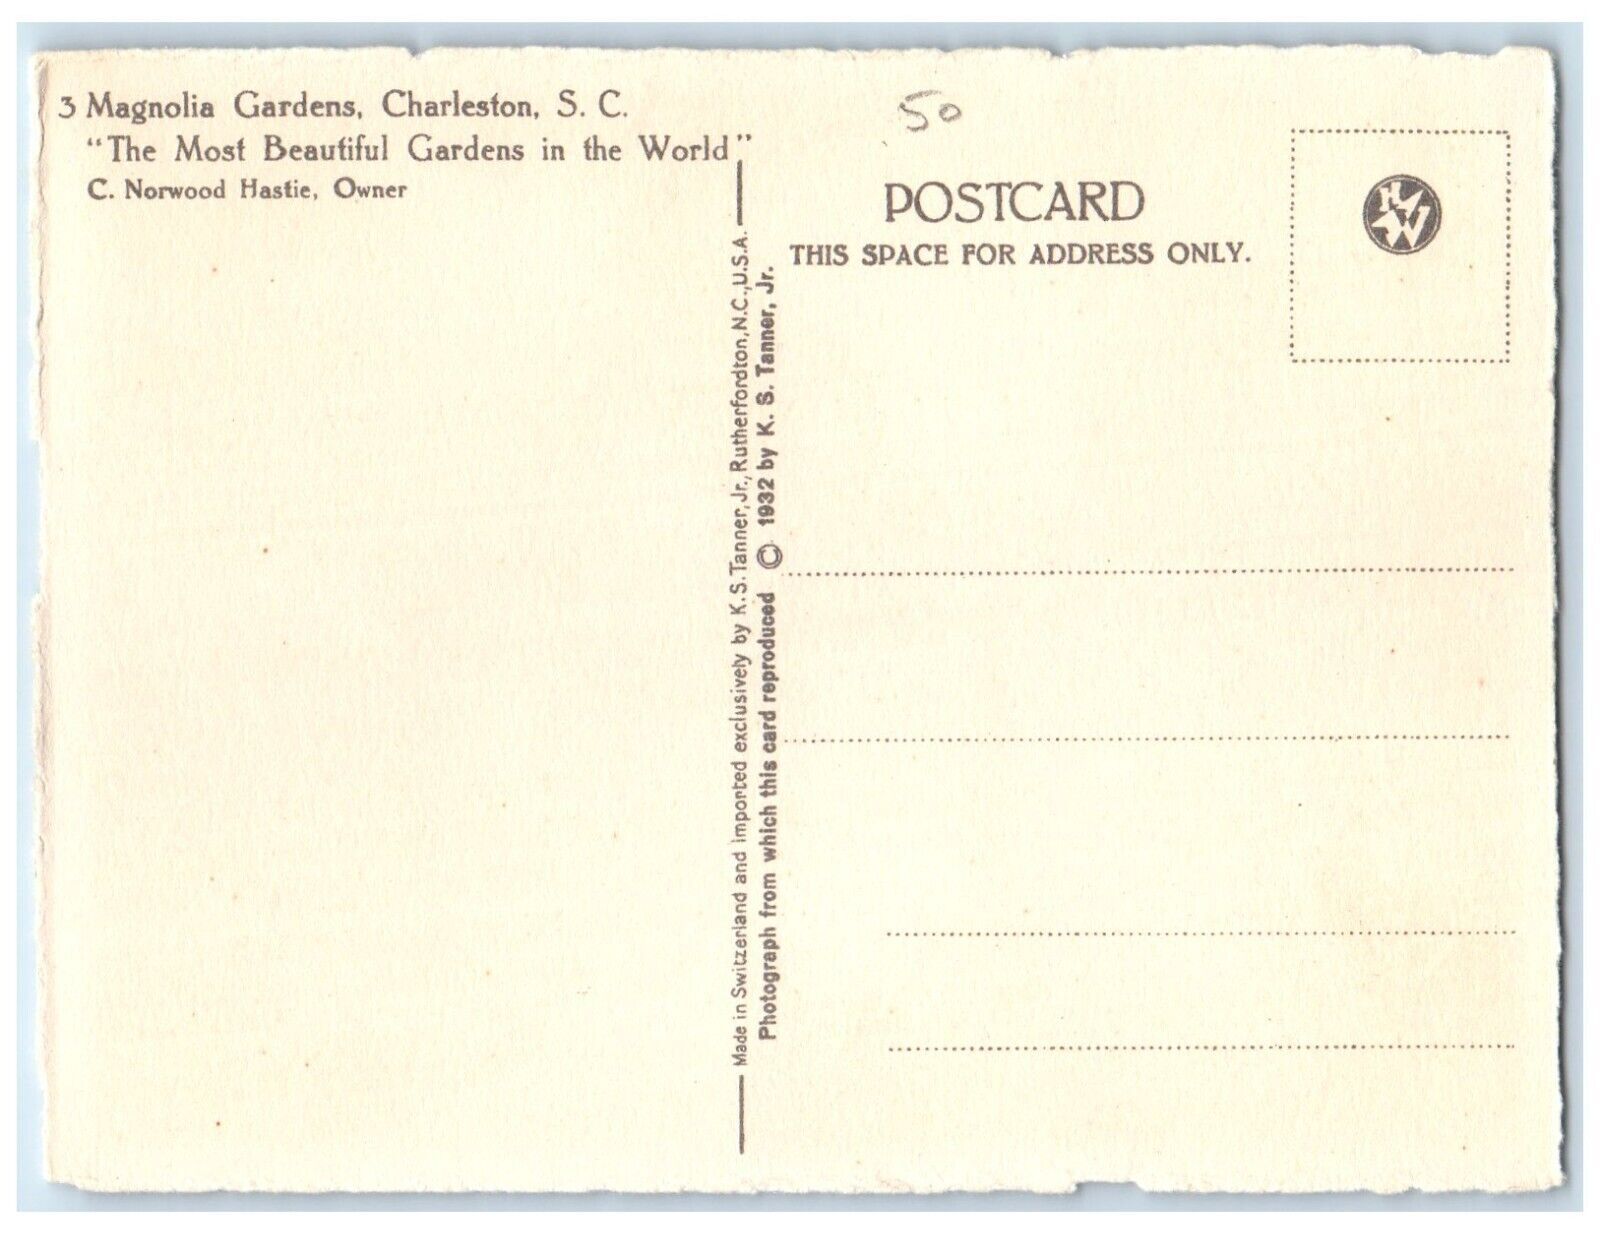 3 Magnolia Gardens, Charleston, S. C.
"The Most Beautiful Gardens in the World"
C. Norwood Hastie, Owner
Made in Switzerland and imported exclusively by K.S. Tanner, Jr., Rutherfordton, N.C., U.S.A.
Photograph from which this card reproduced © 1932 by K. S. Tanner, Jr.
50
POSTCARD
THIS SPACE FOR ADDRESS ONLY.